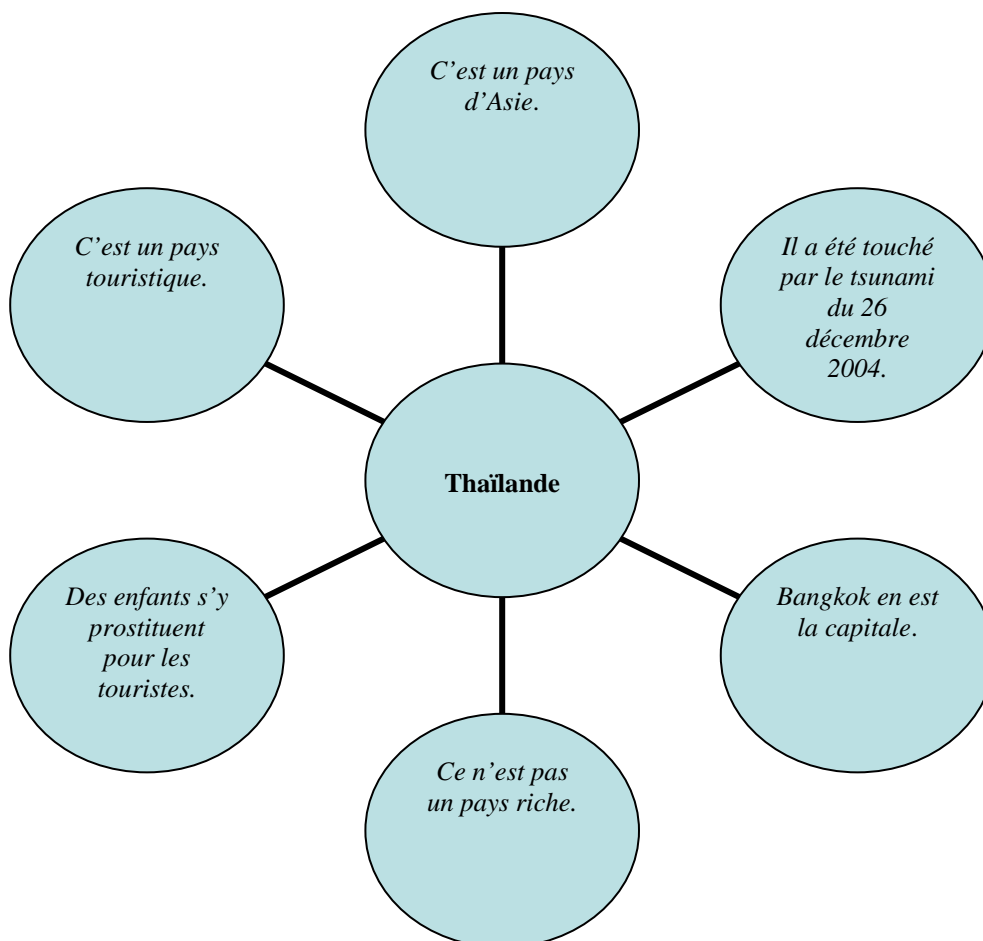 C’est un pays
d’Asie.
C’est un pays
touristique.
Il a été touché
par le tsunami
du 26
décembre
2004.
Thaïlande
Des enfants s’y
prostituent
pour les
touristes.
Bangkok en est
la capitale.
Ce n’est pas
un pays riche.